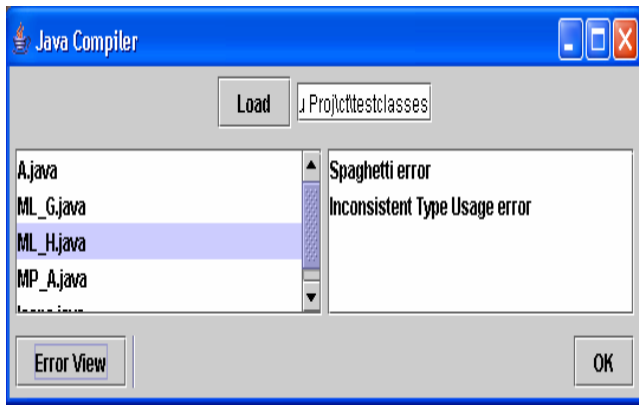 Java Compiler
Load
Proj\ct\testclasses
A.java
ML_G.java
ML_H.java
MP_A.java
Spaghetti error
Inconsistent Type Usage error
Error View
OK